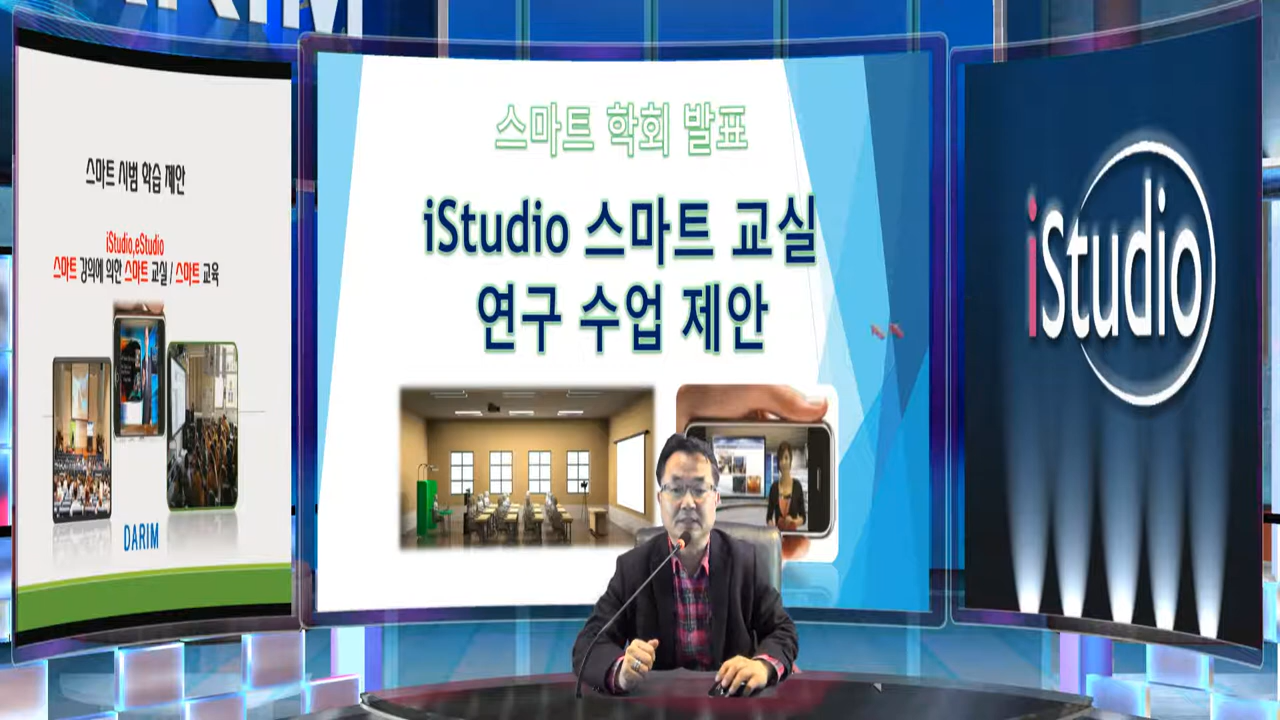 DARIM
스마트 시범 학습 제안
iStudio,eStudio
스마트 강의에 의한 스마트 교실 / 스마트 교육
DARIM
스마트 학회 발표
iStudio 스마트 교실
연구 수업 제안
iStudio